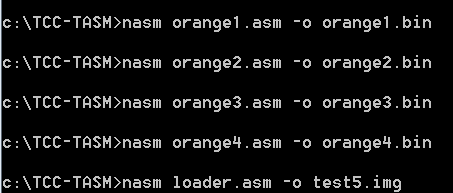 c:\TCC-TASM>nasm orange1.asm -o orange1.bin
c:\TCC-TASM>nasm orange2.asm -o orange2.bin
c:\TCC-TASM>nasm orange3.asm -o orange3.bin
c:\TCC-TASM>nasm orange4.asm -o orange4.bin
c:\TCC-TASM>nasm loader.asm -o test5.img